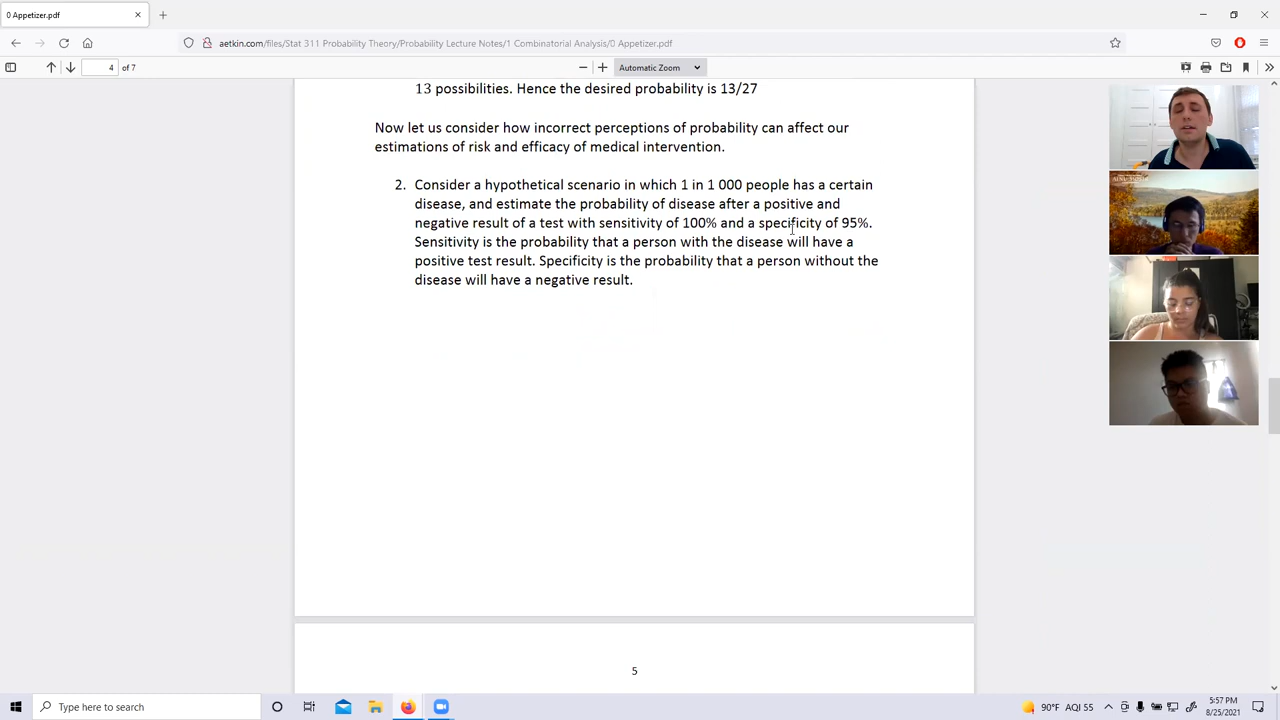 0 Appetizer.pdf
aetkin.com/files/Stat 311 Probability Theory/Probability Lecture Notes/1 Combinatorial Analysis/0 Appetizer.pdf
4 of 7
Automatic Zoom
13 possibilities. Hence the desired probability is 13/27
Now let us consider how incorrect perceptions of probability can affect our
estimations of risk and efficacy of medical intervention.
2. Consider a hypothetical scenario in which 1 in 1 000 people has a certain
disease, and estimate the probability of disease after a positive and
negative result of a test with sensitivity of 100% and a specificity of 95%.
Sensitivity is the probability that a person with the disease will have a
positive test result. Specificity is the probability that a person without the
disease will have a negative result.
5
Type here to search
90°F AQI 55
5:57 PM
8/25/2021